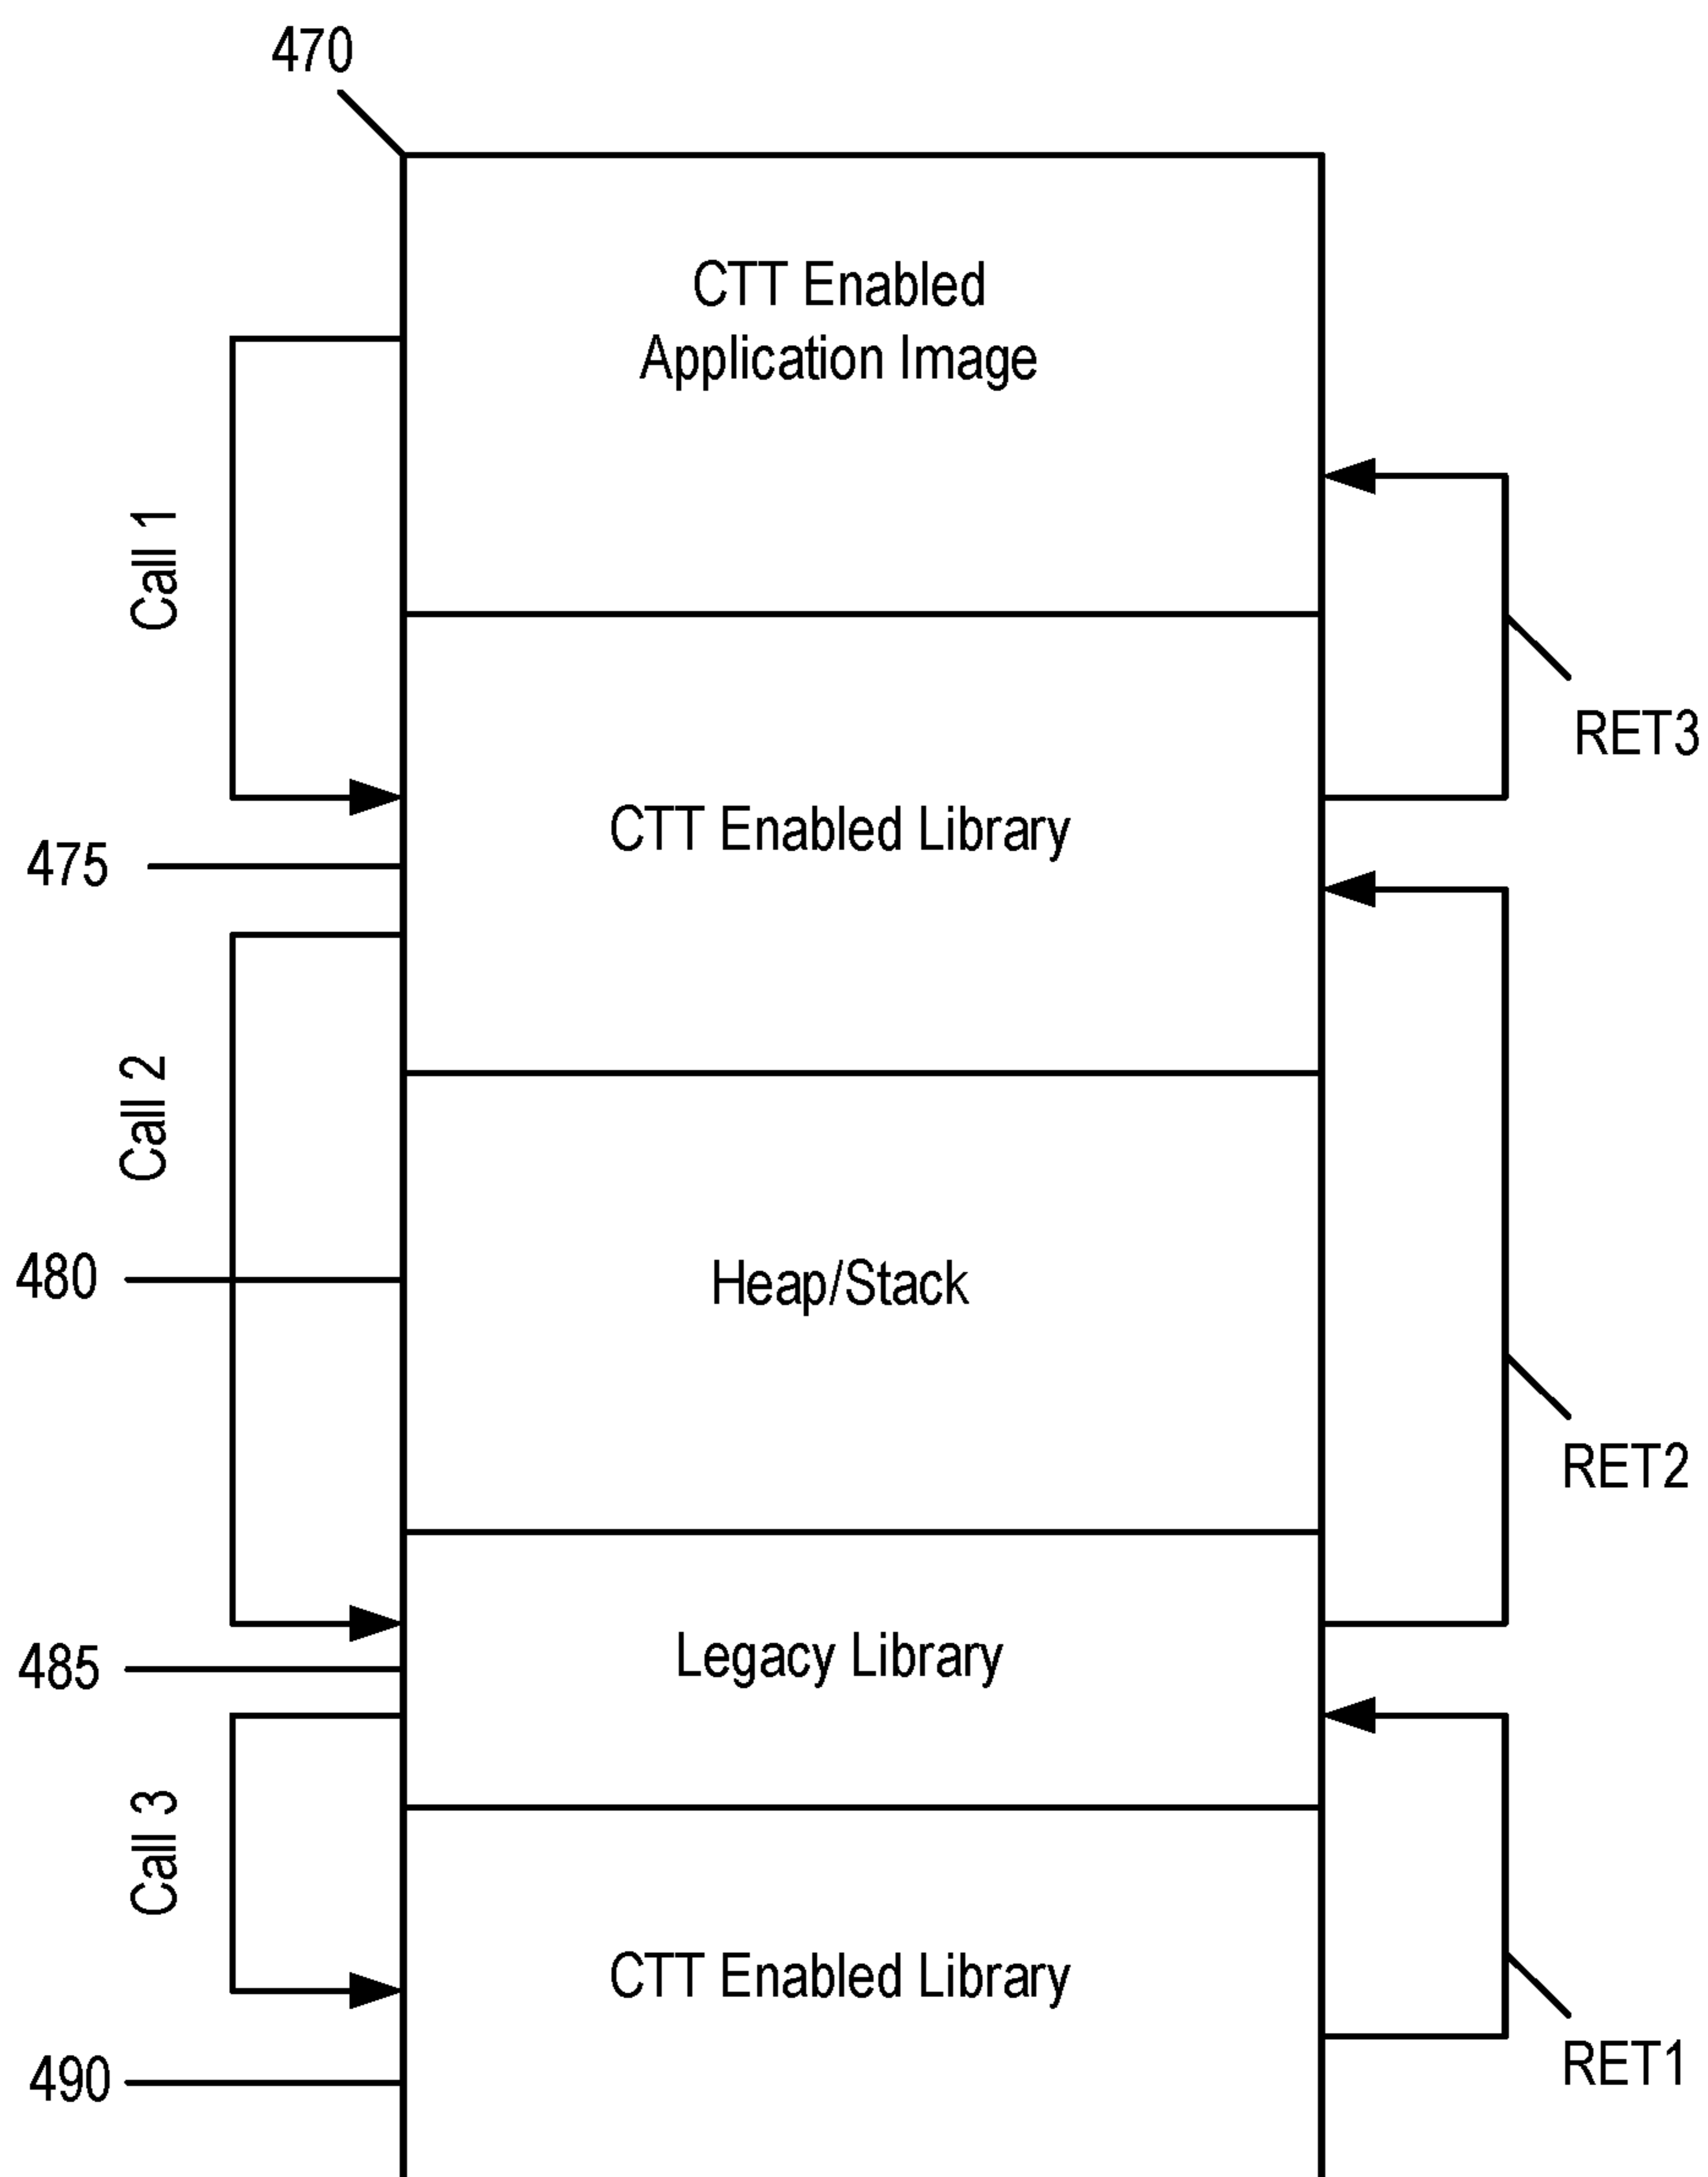 470
CTT Enabled
Application Image
Call 1
RET3
CTT Enabled Library
475
Call 2
480
Heap/Stack
RET2
Legacy Library
485
Call 3
CTT Enabled Library
RET1
490